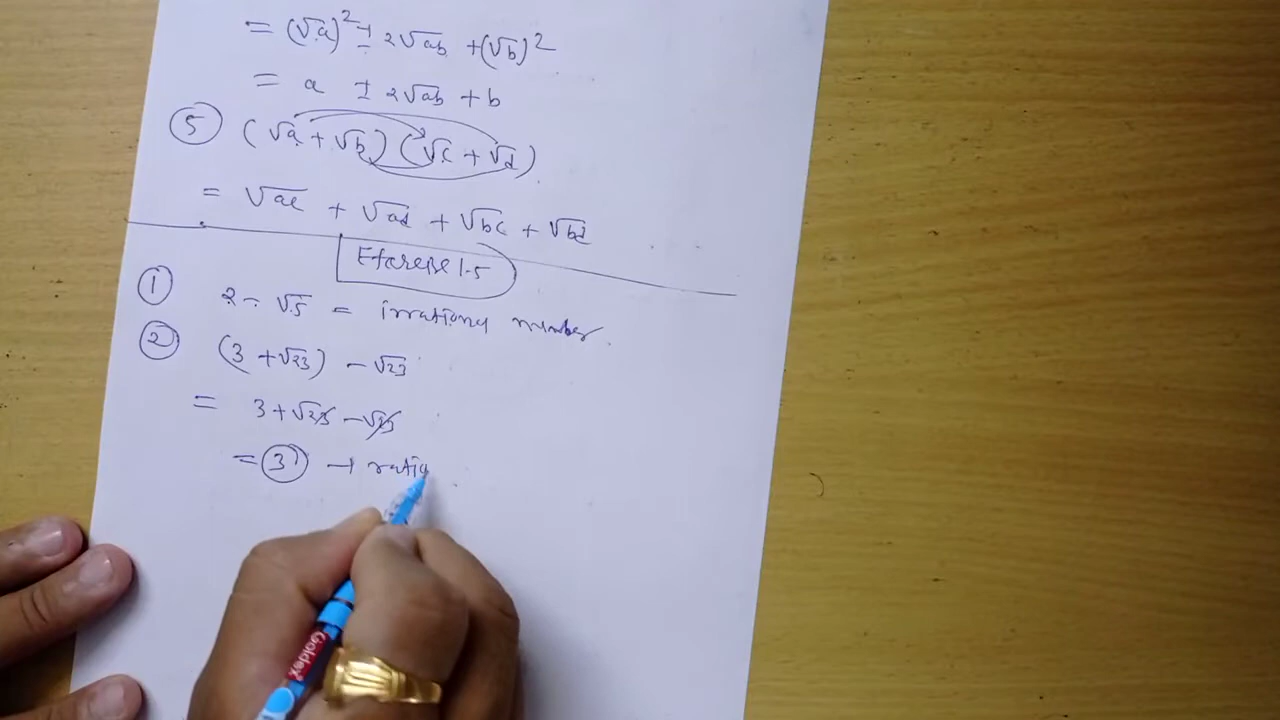 = (√a)² ± 2√ab + (√b)²
= a ± 2√ab + b
⑤ (√a + √b) (√c + √d)
= √ac + √ad + √bc + √bd
Exercise 1.5
① 2 - √5 = irrational number.
② (3 + √23) - √23
= 3 + √23 - √23
= 3 → ratio
Goldex